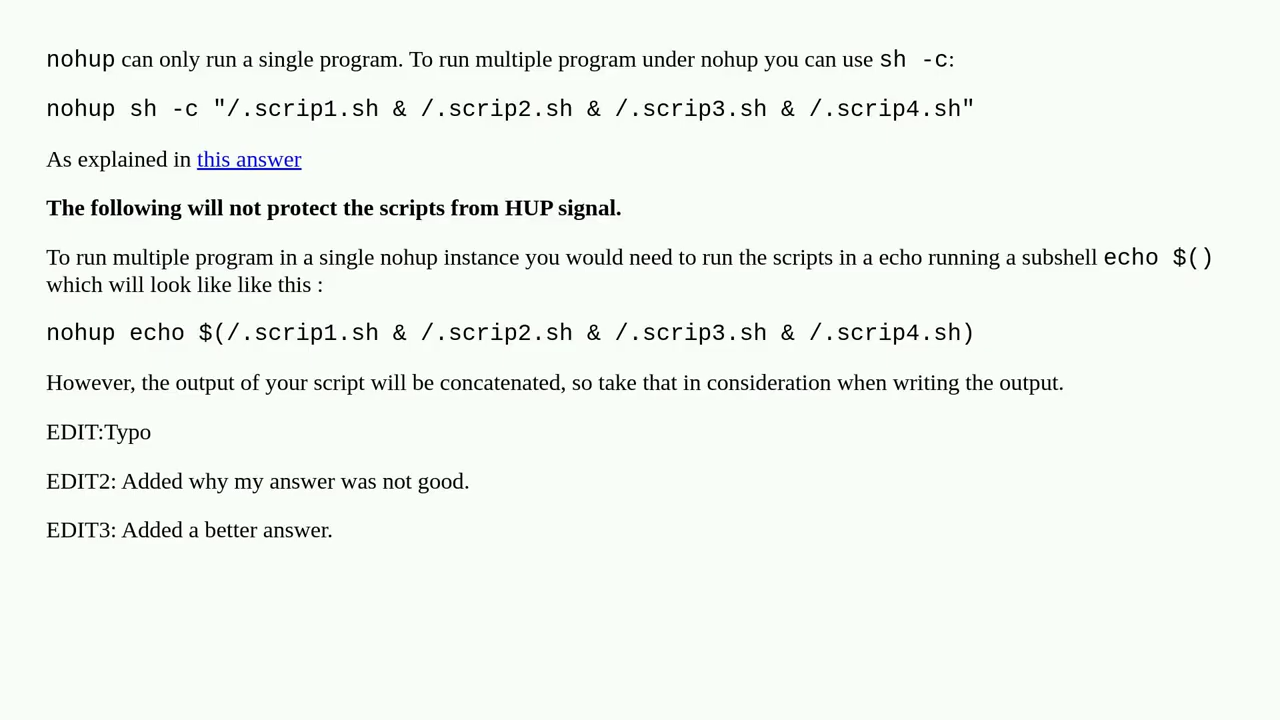 nohup can only run a single program. To run multiple program under nohup you can use sh -c:
nohup sh -c "/.scrip1.sh & /.scrip2.sh & /.scrip3.sh & /.scrip4.sh"
As explained in this answer
The following will not protect the scripts from HUP signal.
To run multiple program in a single nohup instance you would need to run the scripts in a echo running a subshell echo $()
which will look like like this :
nohup echo $(/.scrip1.sh & /.scrip2.sh & /.scrip3.sh & /.scrip4.sh)
However, the output of your script will be concatenated, so take that in consideration when writing the output.
EDIT:Typo
EDIT2: Added why my answer was not good.
EDIT3: Added a better answer.